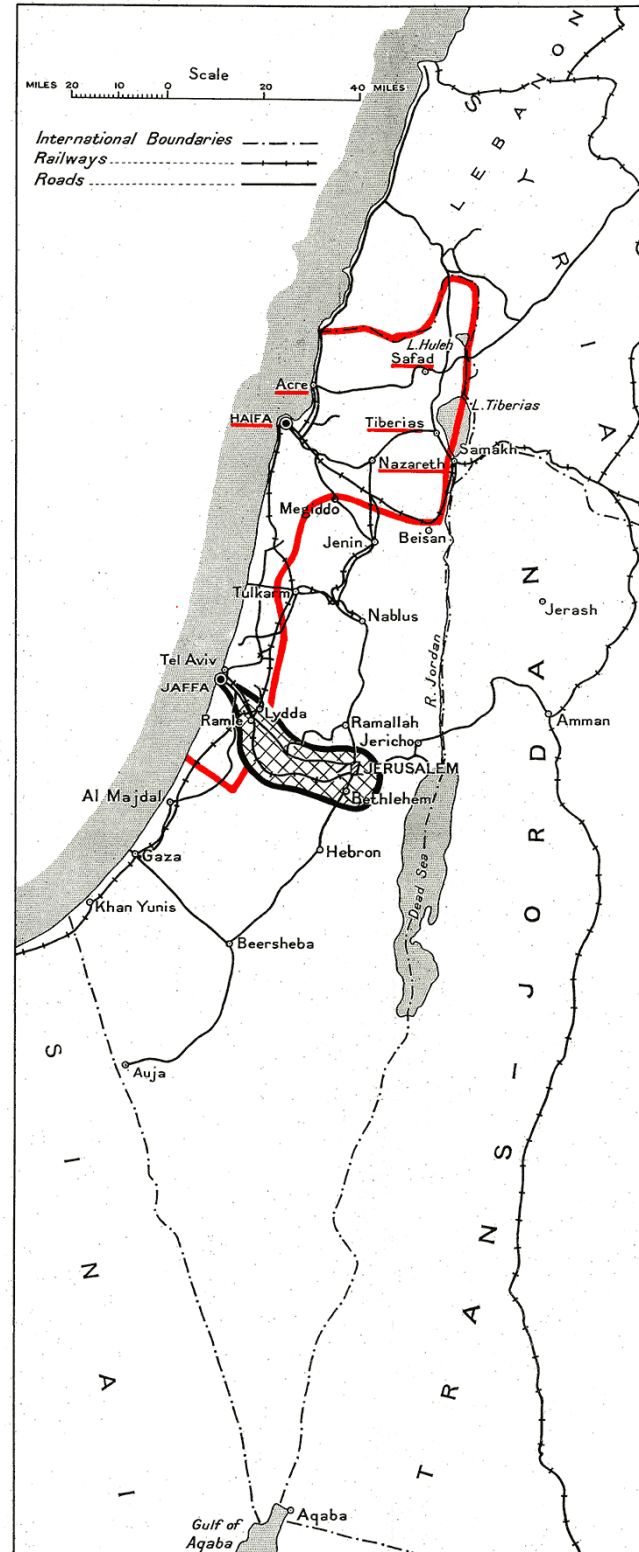 Scale
MILES 20 10 0 20 40 MILES
International Boundaries
Railways
Roads
LEBANON
SYRIA
L. Huleh
Safad
Acre
L. Tiberias
HAIFA
Tiberias
Samakh
Nazareth
Megiddo
Beisan
Jenin
Tulkarm
Jerash
Nablus
R. Jordan
Tel Aviv
JAFFA
Lydda
Ramle
Ramallah
Amman
Jericho
JERUSALEM
Al Majdal
Bethlehem
Gaza
Hebron
Dead Sea
Khan Yunis
Beersheba
Auja
SINAI
TRANS-JORDAN
Aqaba
Gulf of
Aqaba